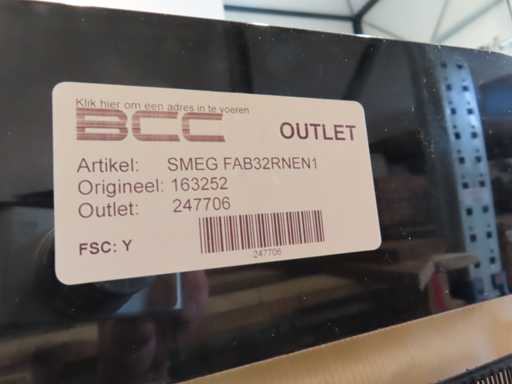 Klik hier om een adres in te voeren
BCC OUTLET
Artikel: SMEG FAB32RNEN1
Origineel: 163252
Outlet: 247706
FSC: Y
247706